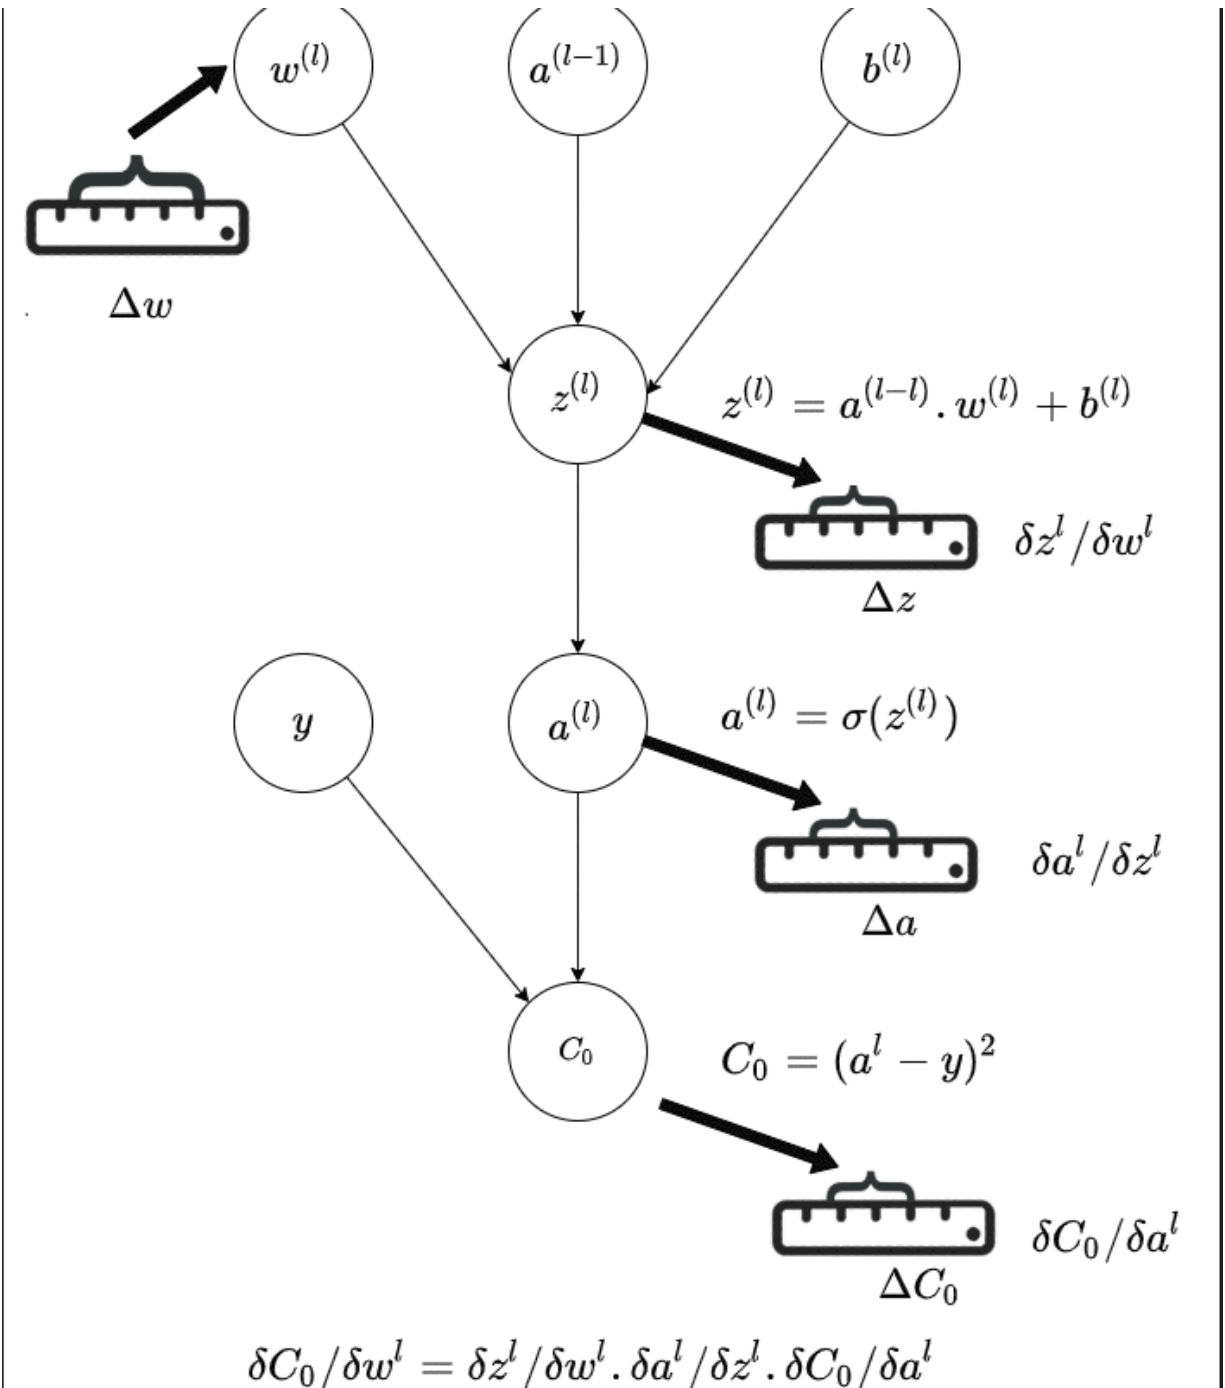 w^{(l)} a^{(l-1)} b^{(l)}
Δw
z^{(l)} z^{(l)} = a^{(l-l)} . w^{(l)} + b^{(l)}
δz^l / δw^l
Δz
y a^{(l)} a^{(l)} = σ(z^{(l)})
δa^l / δz^l
Δa
C_0 C_0 = (a^l − y)^2
δC_0 / δa^l
ΔC_0
δC_0 / δw^l = δz^l / δw^l . δa^l / δz^l . δC_0 / δa^l